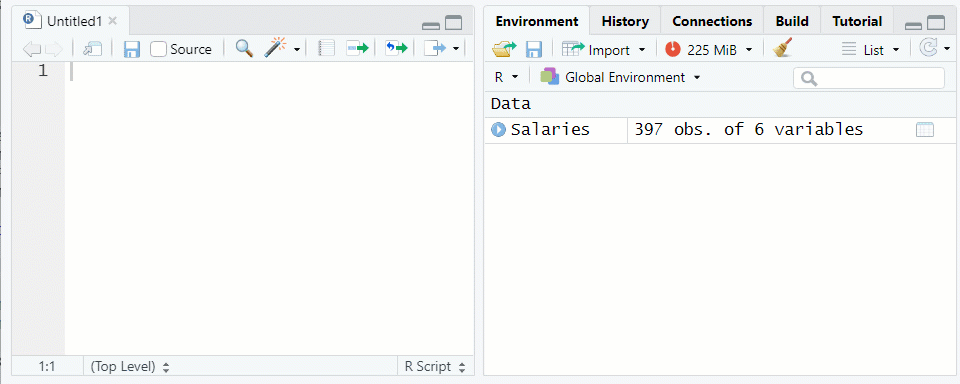 Untitled1
Source
1
1:1 (Top Level) R Script
Environment History Connections Build Tutorial
Import 225 MiB List
R Global Environment
Data
Salaries 397 obs. of 6 variables